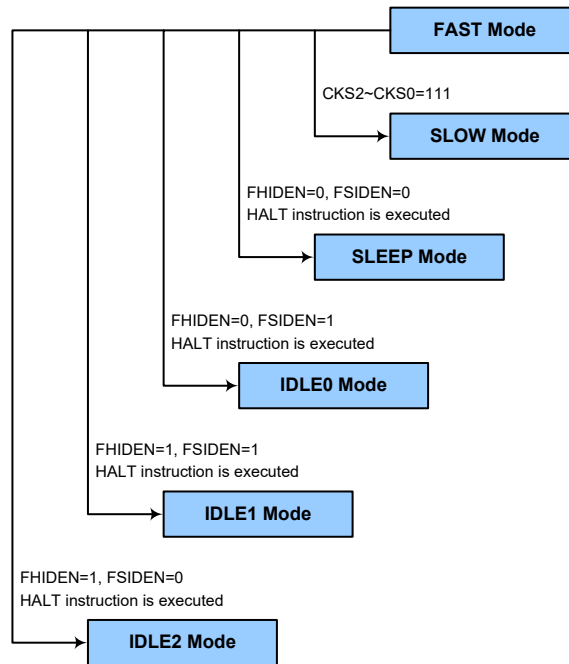 FAST Mode
CKS2~CKS0=111
SLOW Mode
FHIDEN=0, FSIDEN=0
HALT instruction is executed
SLEEP Mode
FHIDEN=0, FSIDEN=1
HALT instruction is executed
IDLE0 Mode
FHIDEN=1, FSIDEN=1
HALT instruction is executed
IDLE1 Mode
FHIDEN=1, FSIDEN=0
HALT instruction is executed
IDLE2 Mode